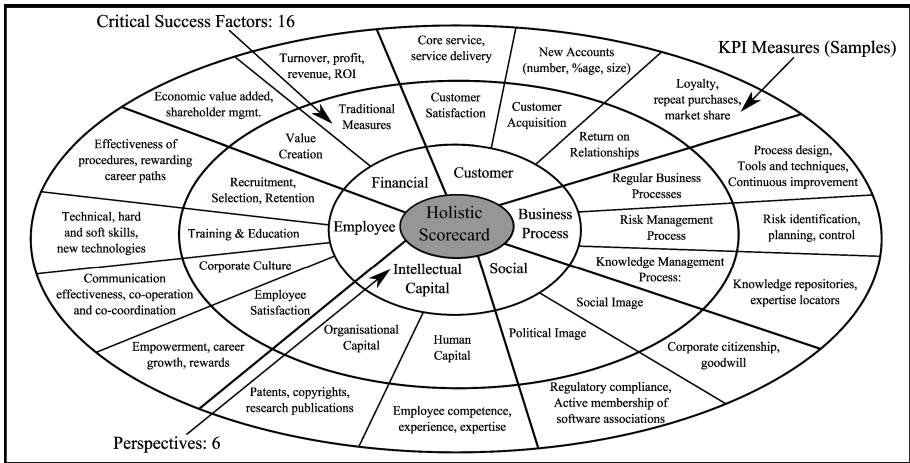 Critical Success Factors: 16
KPI Measures (Samples)
Core service,
service delivery
New Accounts
(number, %age, size)
Loyalty,
repeat purchases,
market share
Process design,
Tools and techniques,
Continuous improvement
Risk identification,
planning, control
Knowledge repositories,
expertise locators
Corporate citizenship,
goodwill
Regulatory compliance,
Active membership of
software associations
Employee competence,
experience, expertise
Patents, copyrights,
research publications
Empowerment, career
growth, rewards
Communication
effectiveness, co-operation
and co-coordination
Technical, hard
and soft skills,
new technologies
Effectiveness of
procedures, rewarding
career paths
Economic value added,
shareholder mgmt.
Turnover, profit,
revenue, ROI
Traditional
Measures
Customer
Satisfaction
Customer
Acquisition
Return on
Relationships
Regular Business
Processes
Risk Management
Process
Knowledge Management
Process:
Social Image
Political Image
Human
Capital
Organisational
Capital
Employee
Satisfaction
Corporate Culture
Training & Education
Recruitment,
Selection, Retention
Value
Creation
Financial
Customer
Business
Process
Social
Intellectual
Capital
Employee
Holistic
Scorecard
Perspectives: 6